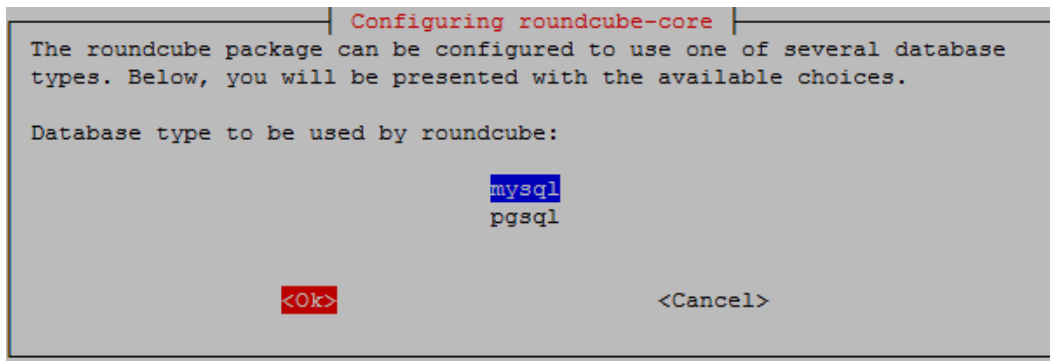 Configuring roundcube-core
The roundcube package can be configured to use one of several database
types. Below, you will be presented with the available choices.
Database type to be used by roundcube:
mysql
pgsql
<Ok> <Cancel>